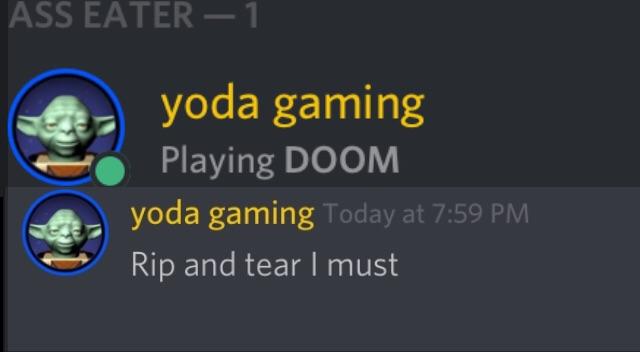 ASS EATER — 1
yoda gaming
Playing DOOM
yoda gaming Today at 7:59 PM
Rip and tear I must